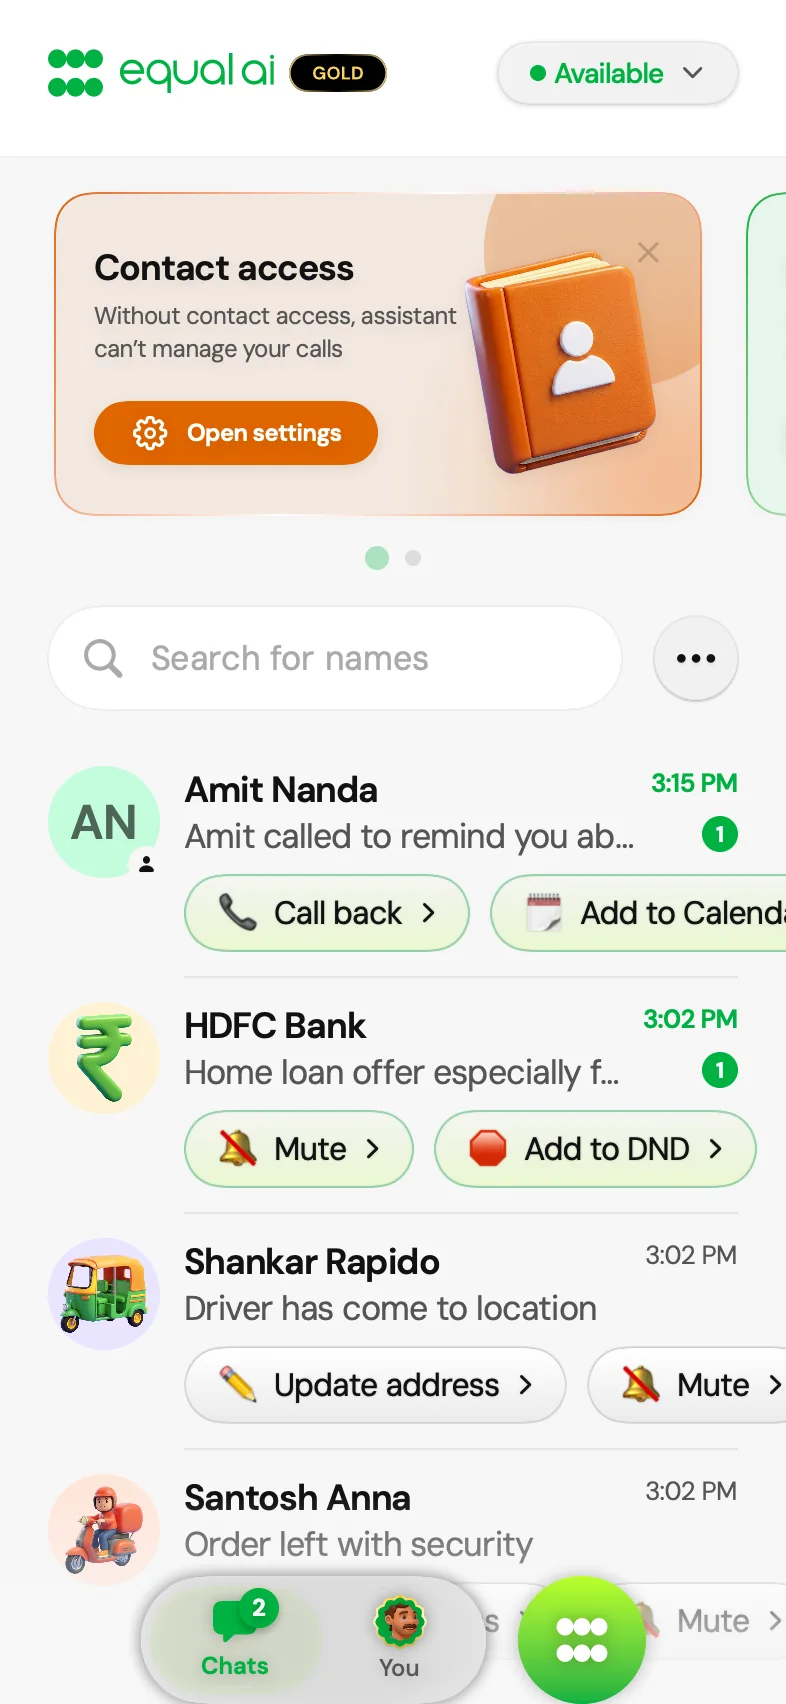 equal ai GOLD
Available
Contact access
Without contact access, assistant
can’t manage your calls
Open settings
Search for names
AN
Amit Nanda 3:15 PM
Amit called to remind you ab... 1
Call back Add to Calenda
HDFC Bank 3:02 PM
Home loan offer especially f... 1
Mute Add to DND
Shankar Rapido 3:02 PM
Driver has come to location
Update address Mute
Santosh Anna 3:02 PM
Order left with security
s Mute
2
Chats You